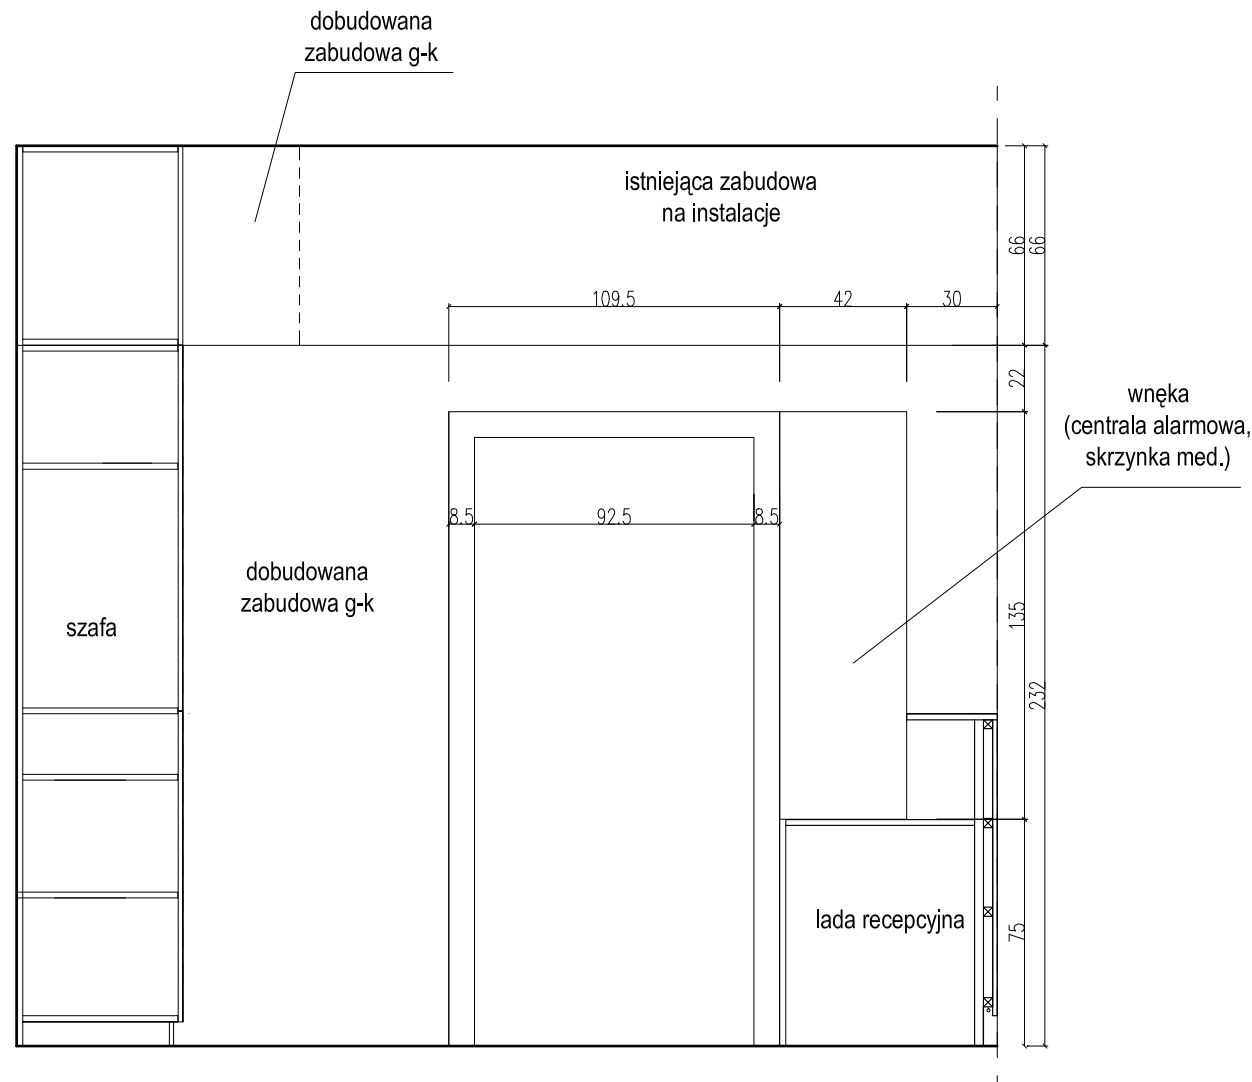 dobudowana
zabudowa g-k
istniejąca zabudowa
na instalacje
66
66
109.5
42
30
22
wnęka
(centrala alarmowa,
skrzynka med.)
8.5
92.5
8.5
dobudowana
zabudowa g-k
szafa
135
232
lada recepcyjna
75